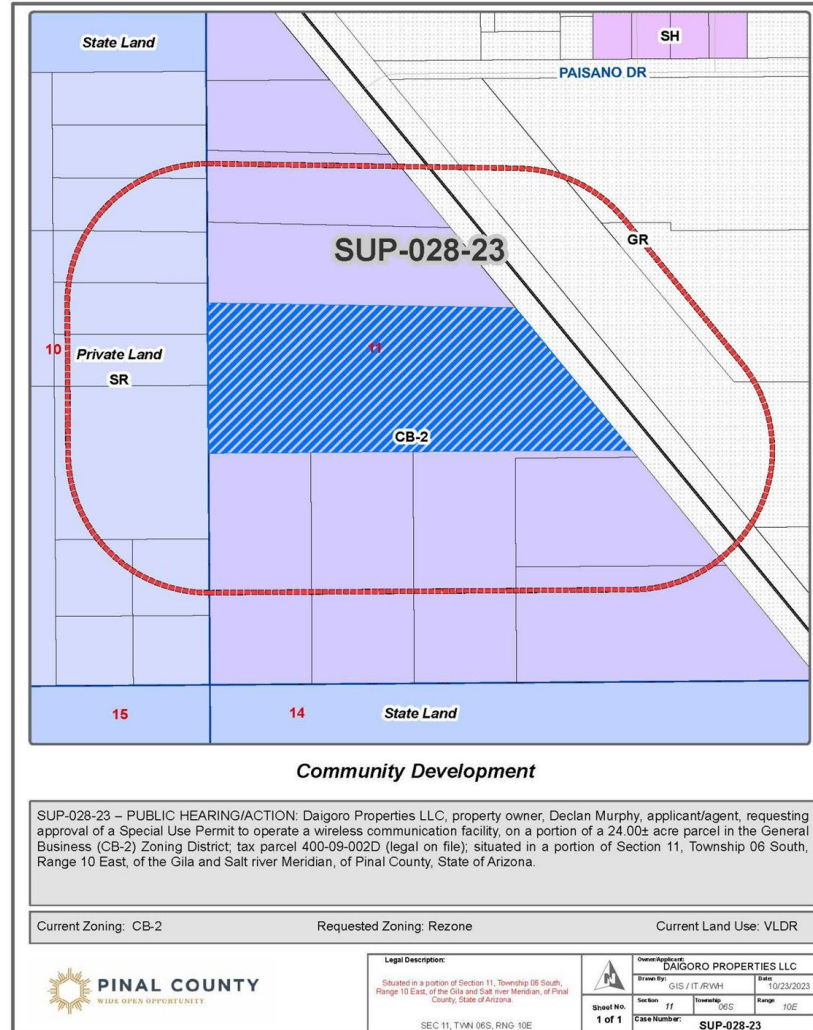 State Land
SH
PAISANO DR
SUP-028-23
GR
10
Private Land
11
SR
CB-2
15
14
State Land
Community Development
SUP-028-23 – PUBLIC HEARING/ACTION: Daigoro Properties LLC, property owner, Declan Murphy, applicant/agent, requesting
approval of a Special Use Permit to operate a wireless communication facility, on a portion of a 24.00± acre parcel in the General
Business (CB-2) Zoning District; tax parcel 400-09-002D (legal on file); situated in a portion of Section 11, Township 06 South,
Range 10 East, of the Gila and Salt river Meridian, of Pinal County, State of Arizona.
Current Zoning: CB-2
Requested Zoning: Rezone
Current Land Use: VLDR
PINAL COUNTY
WIDE OPEN OPPORTUNITY
Legal Description:
Situated in a portion of Section 11, Township 06 South,
Range 10 East, of the Gila and Salt river Meridian, of Pinal
County, State of Arizona.
SEC 11, TWN 06S, RNG 10E
Sheet No.
1 of 1
Owner/Applicant:
DAIGORO PROPERTIES LLC
Drawn By:
GIS / IT /RWH
Date:
10/23/2023
Section
11
Township
06S
Range
10E
Case Number:
SUP-028-23